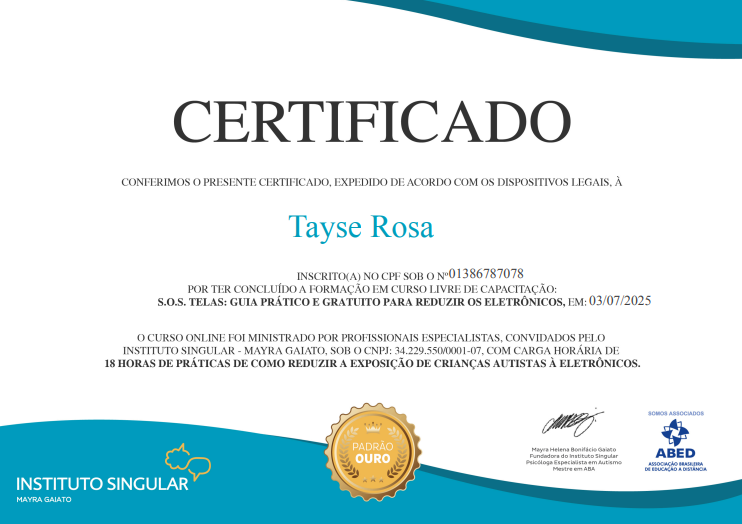 CERTIFICADO
CONFERIMOS O PRESENTE CERTIFICADO, EXPEDIDO DE ACORDO COM OS DISPOSITIVOS LEGAIS, À
Tayse Rosa
INSCRITO(A) NO CPF SOB O Nº01386787078
POR TER CONCLUÍDO A FORMAÇÃO EM CURSO LIVRE DE CAPACITAÇÃO:
S.O.S. TELAS: GUIA PRÁTICO E GRATUITO PARA REDUZIR OS ELETRÔNICOS, EM: 03/07/2025
O CURSO ONLINE FOI MINISTRADO POR PROFISSIONAIS ESPECIALISTAS, CONVIDADOS PELO
INSTITUTO SINGULAR - MAYRA GAIATO, SOB O CNPJ: 34.229.550/0001-07, COM CARGA HORÁRIA DE
18 HORAS DE PRÁTICAS DE COMO REDUZIR A EXPOSIÇÃO DE CRIANÇAS AUTISTAS À ELETRÔNICOS.
PADRÃO
OURO
Mayra Helena Bonifácio Gaiato
Fundadora do Instituto Singular
Psicóloga Especialista em Autismo
Mestre em ABA
SOMOS ASSOCIADOS
ABED
ASSOCIAÇÃO BRASILEIRA
DE EDUCAÇÃO A DISTÂNCIA
INSTITUTO SINGULAR
MAYRA GAIATO